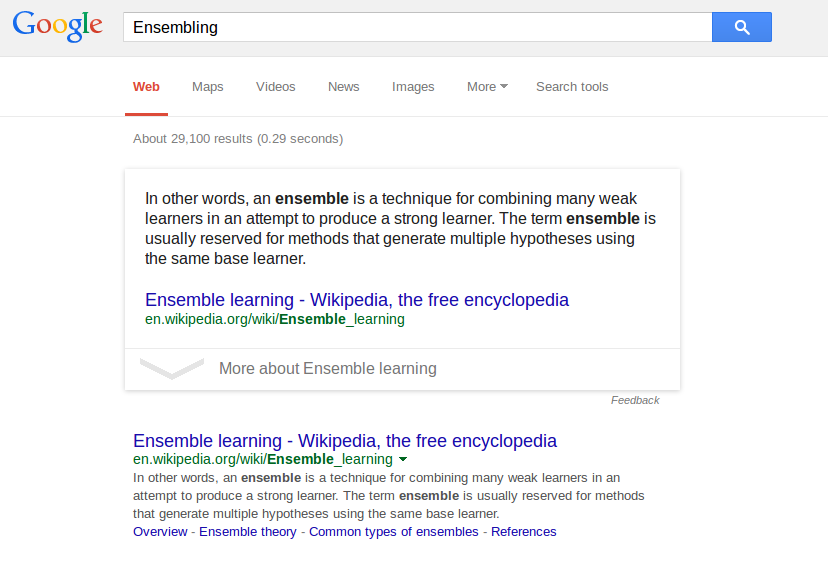 Google
Ensembling
Web Maps Videos News Images More Search tools
About 29,100 results (0.29 seconds)
In other words, an ensemble is a technique for combining many weak
learners in an attempt to produce a strong learner. The term ensemble is
usually reserved for methods that generate multiple hypotheses using
the same base learner.
Ensemble learning - Wikipedia, the free encyclopedia
en.wikipedia.org/wiki/Ensemble_learning
More about Ensemble learning
Feedback
Ensemble learning - Wikipedia, the free encyclopedia
en.wikipedia.org/wiki/Ensemble_learning
In other words, an ensemble is a technique for combining many weak learners in an
attempt to produce a strong learner. The term ensemble is usually reserved for methods
that generate multiple hypotheses using the same base learner.
Overview - Ensemble theory - Common types of ensembles - References